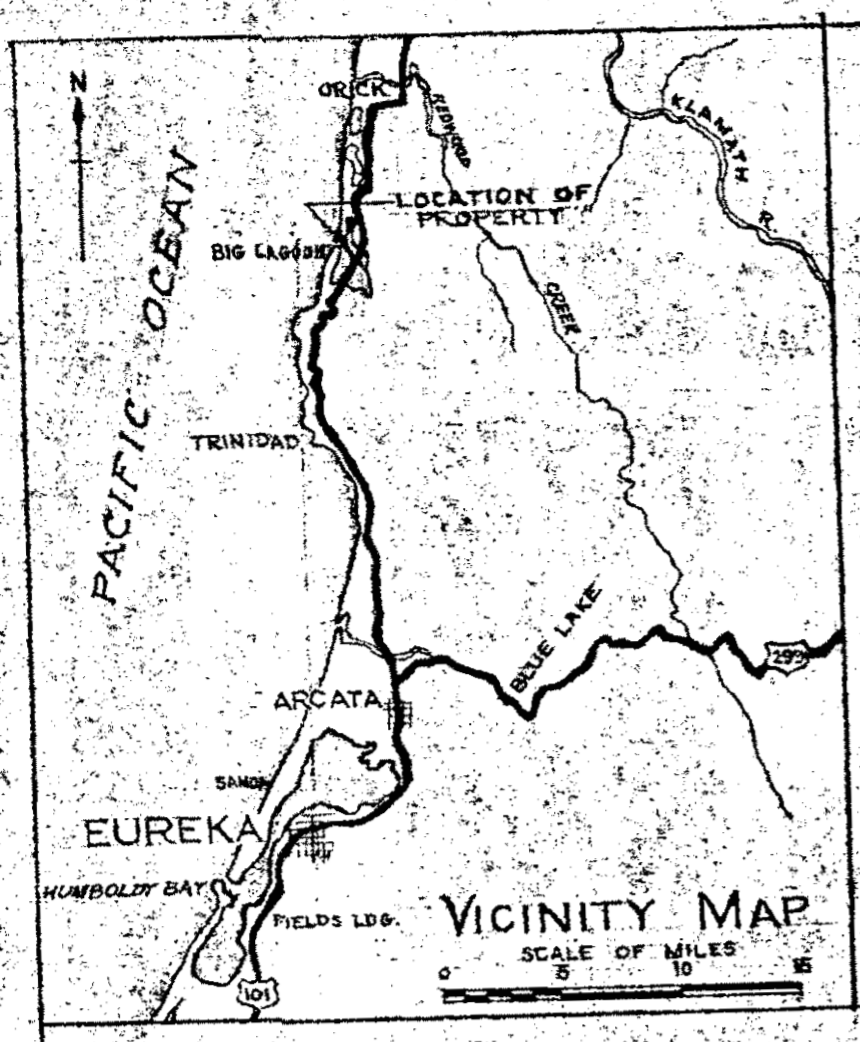 N
ORICK
REDWOOD
KLAMATH
R.
LOCATION OF
PROPERTY
BIG LAGOON
PACIFIC OCEAN
CREEK
TRINIDAD
BLUE LAKE
299
ARCATA
SAMOA
EUREKA
HUMBOLDT BAY
FIELDS LDG.
101
VICINITY MAP
SCALE OF MILES
0 5 10 15